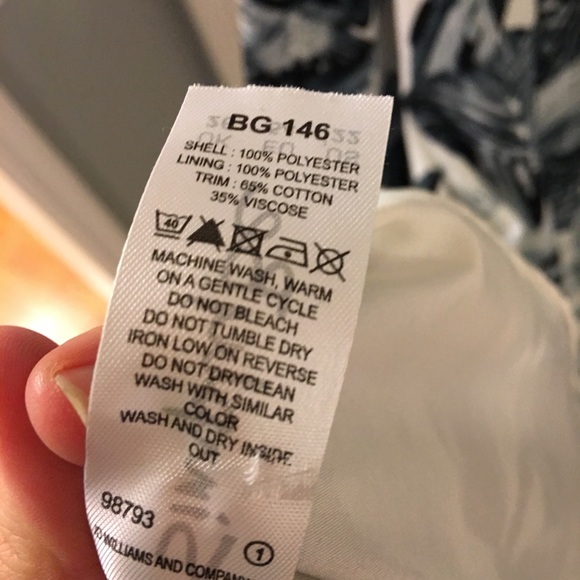 BG 146
SHELL : 100% POLYESTER
LINING : 100% POLYESTER
TRIM : 65% COTTON
35% VISCOSE
40
MACHINE WASH, WARM
ON A GENTLE CYCLE
DO NOT BLEACH
DO NOT TUMBLE DRY
IRON LOW ON REVERSE
DO NOT DRYCLEAN
WASH WITH SIMILAR
COLOR
WASH AND DRY INSIDE
OUT
98793
1
WILLIAMS AND